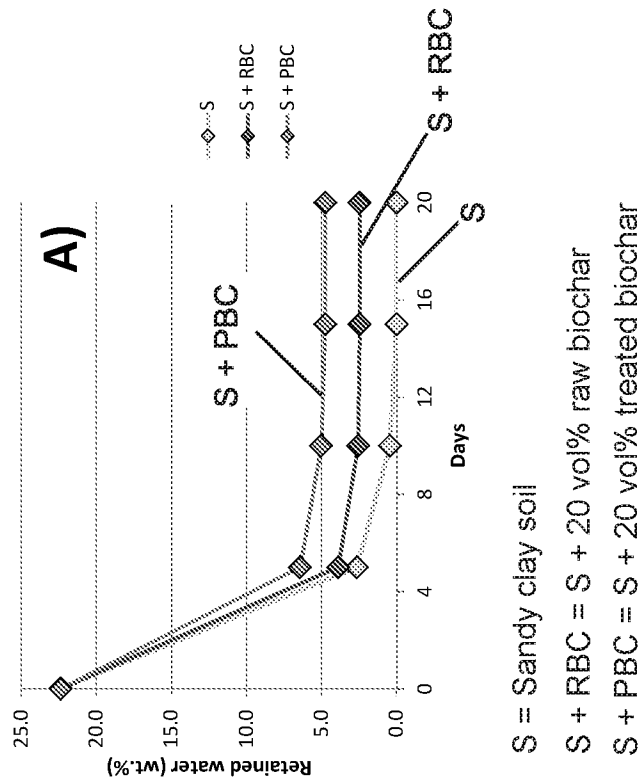 A)
25.0
20.0
15.0
10.0
5.0
0.0
Retained water (wt.%)
0
4
8
12
16
20
Days
S + PBC
S
S + RBC
S
S + RBC
S + PBC
S = Sandy clay soil
S + RBC = S + 20 vol% raw biochar
S + PBC = S + 20 vol% treated biochar